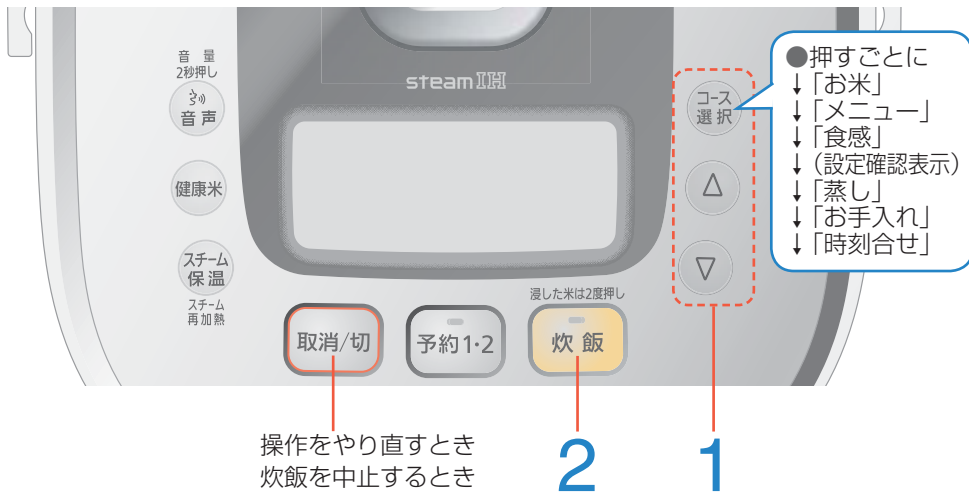 音 量
2秒押し
音 声
健康米
スチーム
保 温
スチーム
再加熱
steam IH
コース
選 択
△
▽
●押すごとに
↓「お米」
↓「メニュー」
↓「食感」
↓(設定確認表示)
↓「蒸し」
↓「お手入れ」
↓「時刻合せ」
取消/切
予約1・2
浸した米は2度押し
炊 飯
操作をやり直すとき
炊飯を中止するとき
2
1